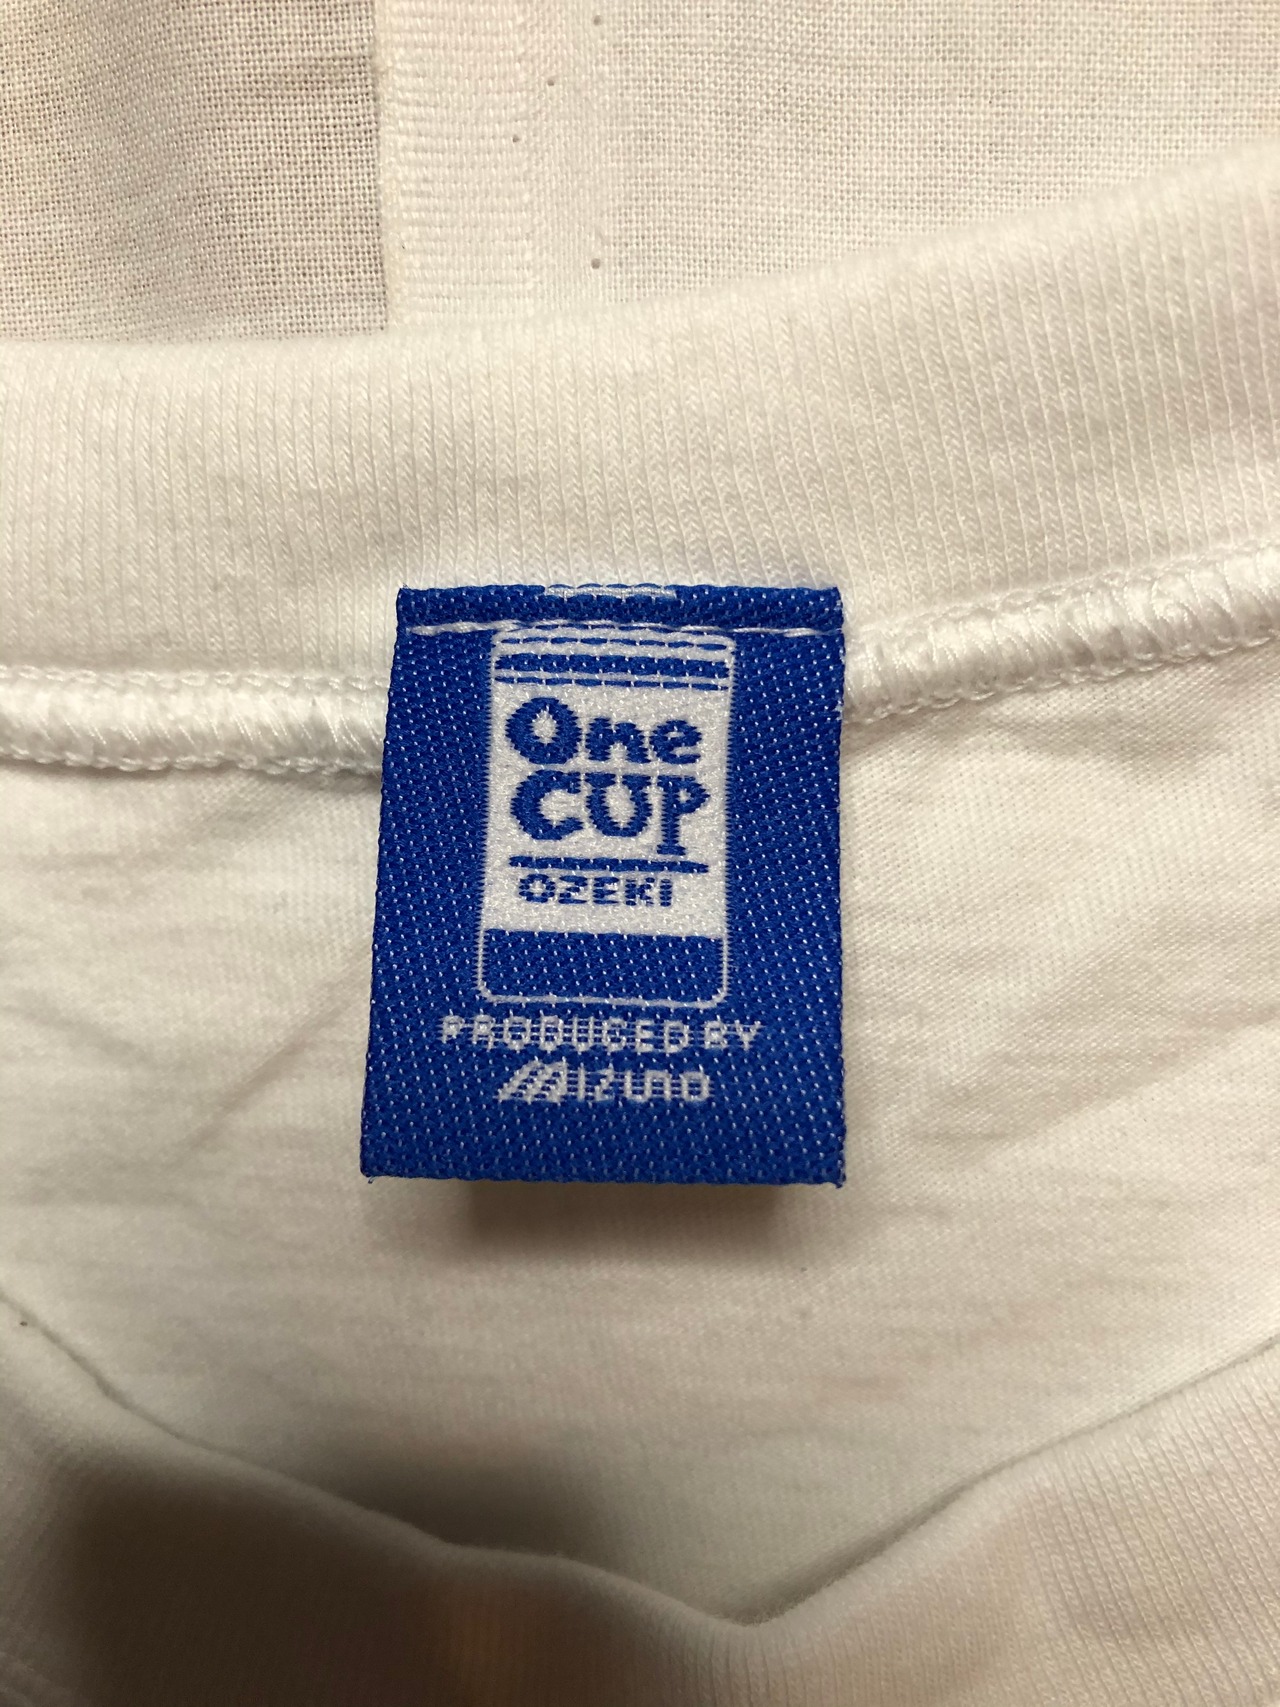 One
CUP
OZEKI
PRODUCED BY
MIZUNO